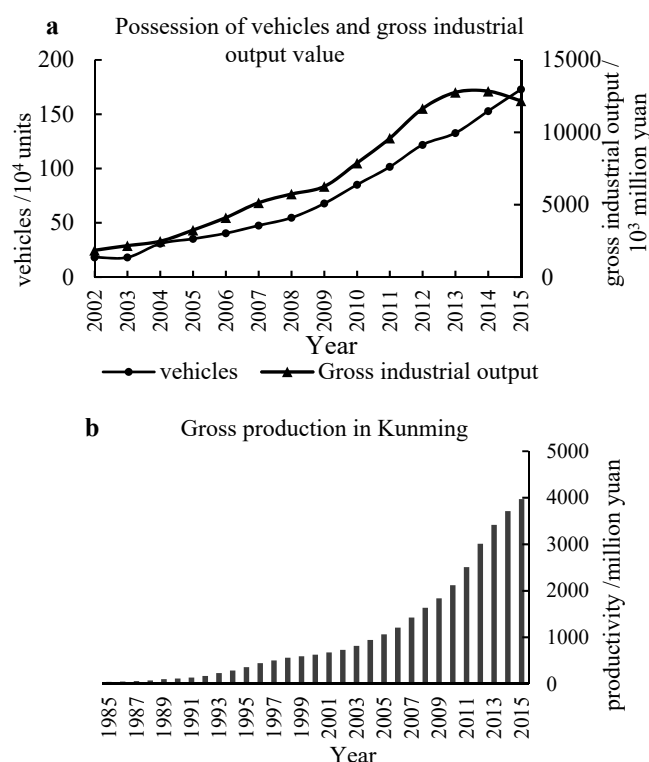 a Possession of vehicles and gross industrial
output value
200
150
100
50
0
vehicles /10⁴ units
15000
10000
5000
0
gross industrial output /
10³ million yuan
2002 2003 2004 2005 2006 2007 2008 2009 2010 2011 2012 2013 2014 2015
Year
vehicles Gross industrial output
b Gross production in Kunming
5000
4000
3000
2000
1000
0
productivity /million yuan
1985 1987 1989 1991 1993 1995 1997 1999 2001 2003 2005 2007 2009 2011 2013 2015
Year